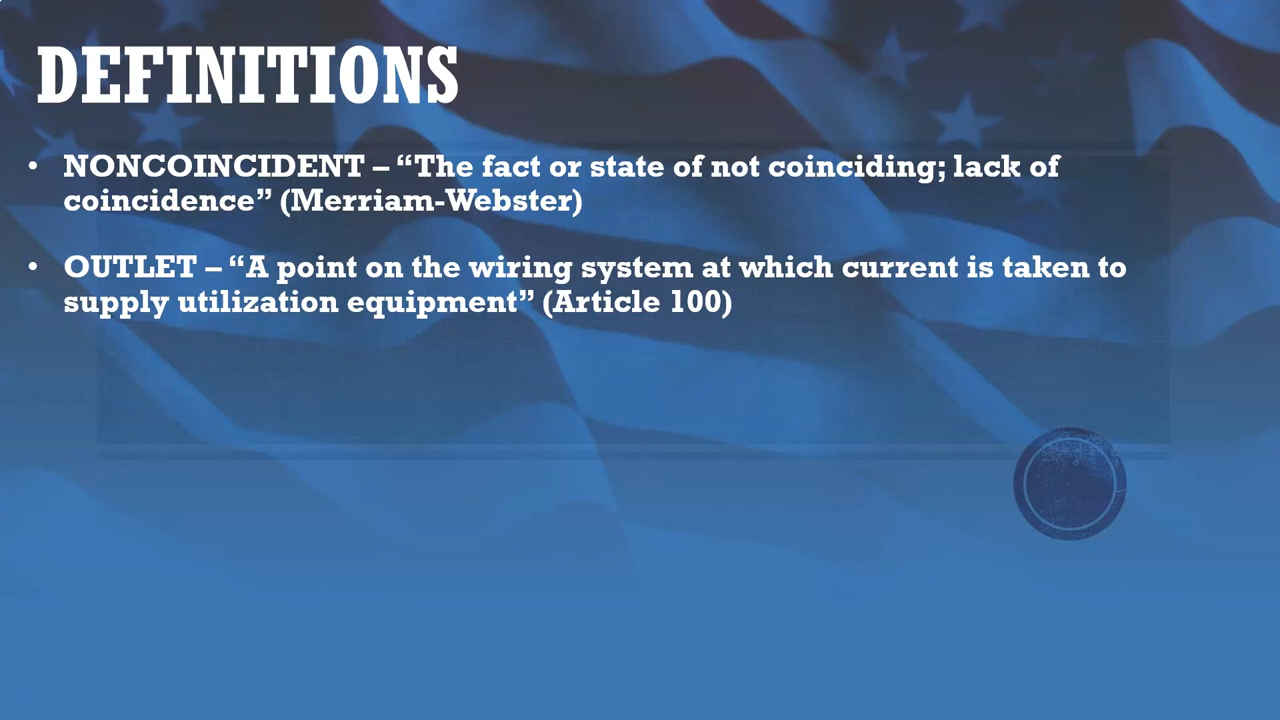 DEFINITIONS
• NONCOINCIDENT – “The fact or state of not coinciding; lack of
coincidence” (Merriam-Webster)
• OUTLET – “A point on the wiring system at which current is taken to
supply utilization equipment” (Article 100)